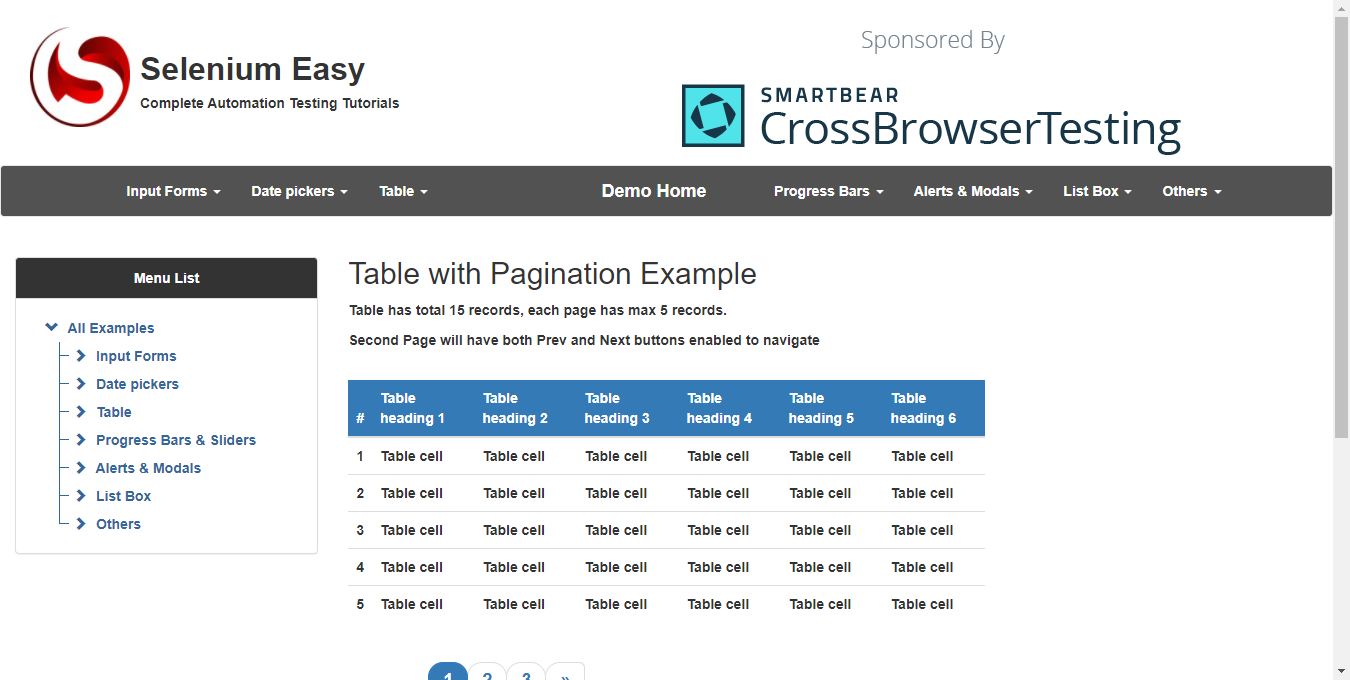 Sponsored By
Selenium Easy
Complete Automation Testing Tutorials
SMARTBEAR
CrossBrowserTesting
Input Forms Date pickers Table Demo Home Progress Bars Alerts & Modals List Box Others
Menu List
All Examples
Input Forms
Date pickers
Table
Progress Bars & Sliders
Alerts & Modals
List Box
Others
Table with Pagination Example
Table has total 15 records, each page has max 5 records.
Second Page will have both Prev and Next buttons enabled to navigate
# Table heading 1 Table heading 2 Table heading 3 Table heading 4 Table heading 5 Table heading 6
1 Table cell Table cell Table cell Table cell Table cell Table cell
2 Table cell Table cell Table cell Table cell Table cell Table cell
3 Table cell Table cell Table cell Table cell Table cell Table cell
4 Table cell Table cell Table cell Table cell Table cell Table cell
5 Table cell Table cell Table cell Table cell Table cell Table cell
1 2 3 »